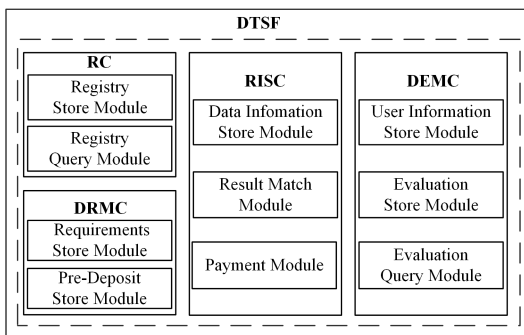 DTSF
RC
Registry
Store Module
Registry
Query Module
DRMC
Requirements
Store Module
Pre-Deposit
Store Module
RISC
Data Infomation
Store Module
Result Match
Module
Payment Module
DEMC
User Information
Store Module
Evaluation
Store Module
Evaluation
Query Module